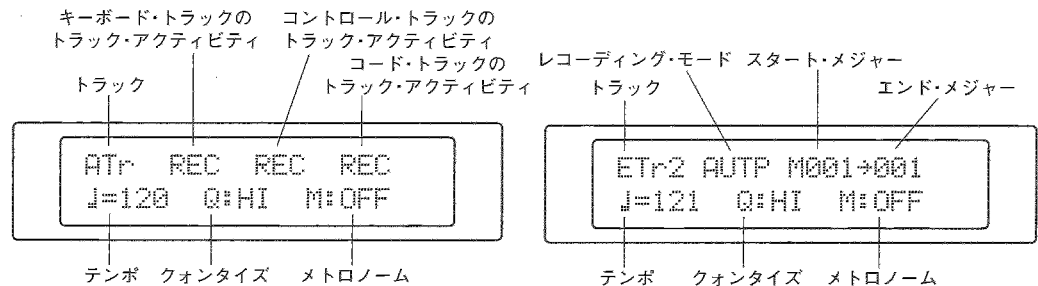 キーボード・トラックの
トラック・アクティビティ
コントロール・トラックの
トラック・アクティビティ
コード・トラックの
トラック・アクティビティ
トラック
ATr REC REC REC
♩=120 Q:HI M:OFF
テンポ クォンタイズ メトロノーム
レコーディング・モード スタート・メジャー
トラック エンド・メジャー
ETr2 AUTP M001→001
♩=121 Q:HI M:OFF
テンポ クォンタイズ メトロノーム